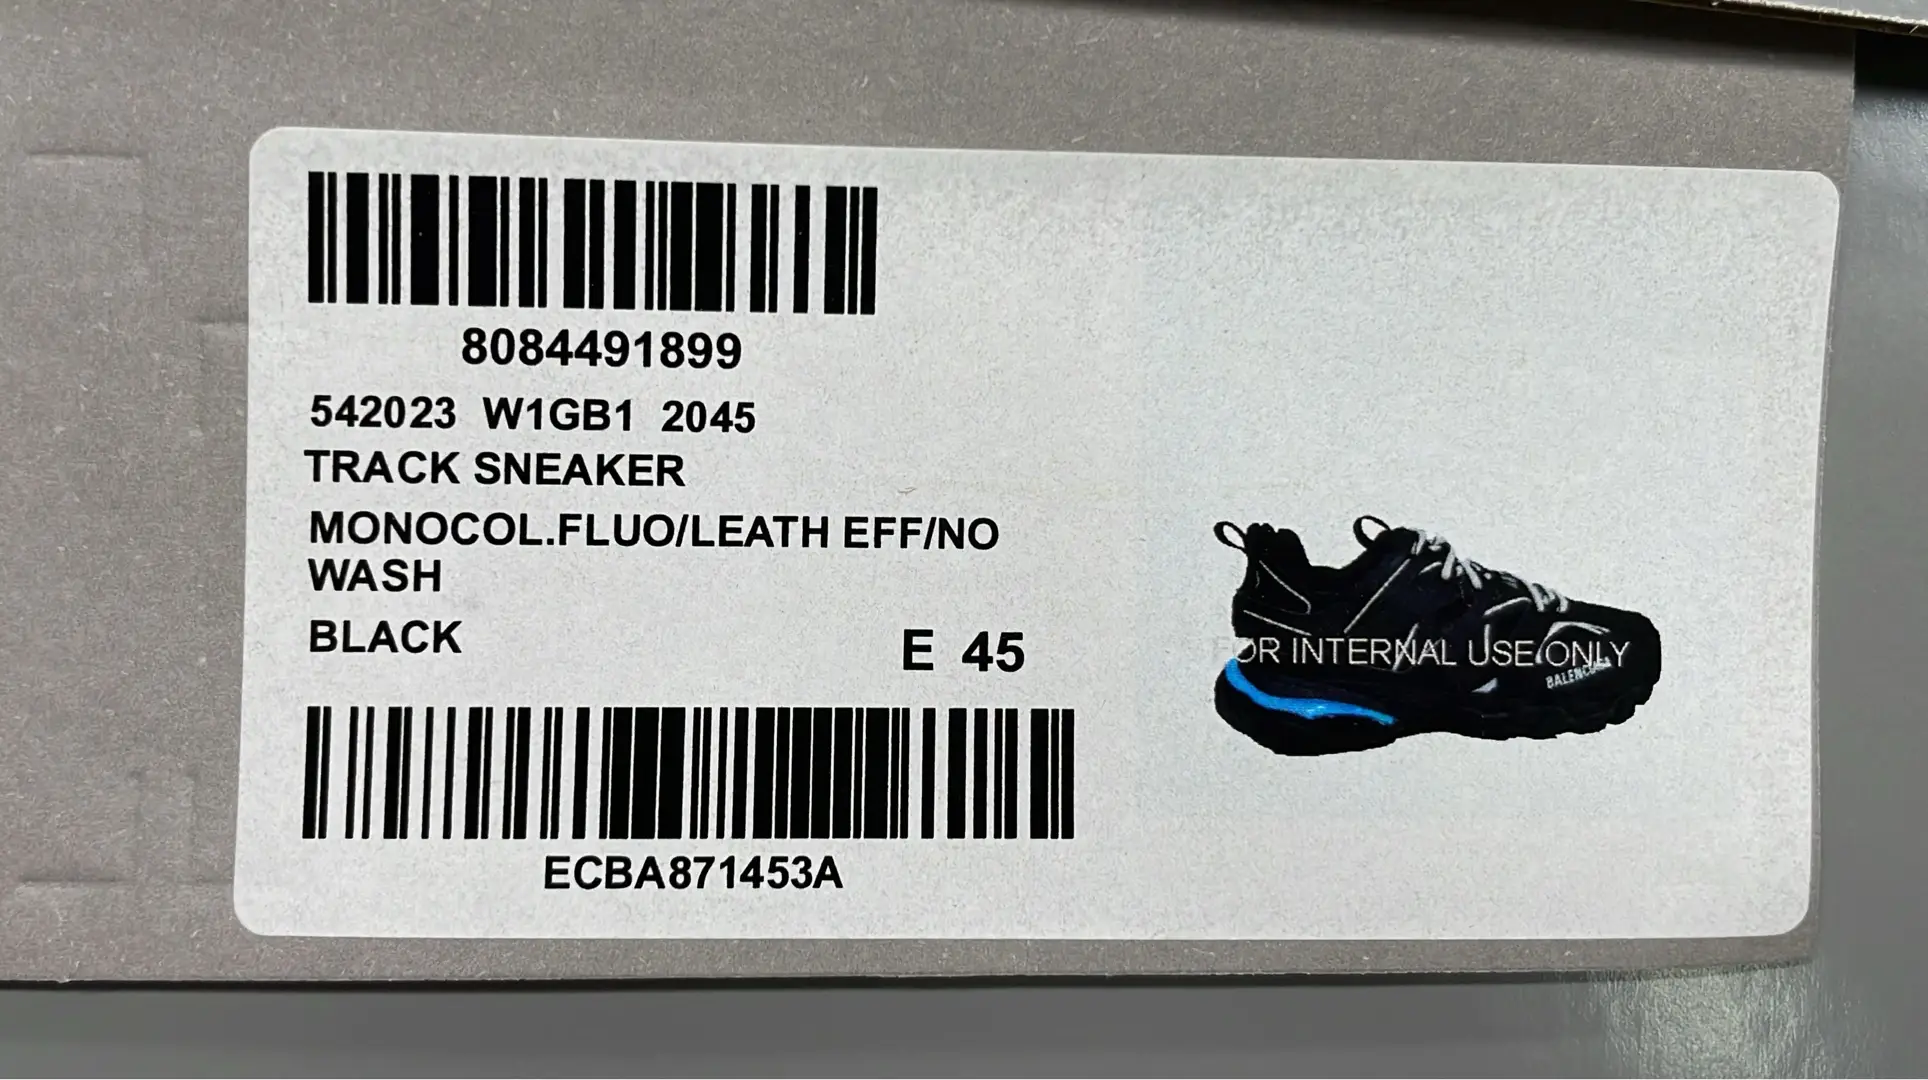 8084491899
542023 W1GB1 2045
TRACK SNEAKER
MONOCOL.FLUO/LEATH EFF/NO
WASH
BLACK
E 45
FOR INTERNAL USE ONLY
ECBA871453A